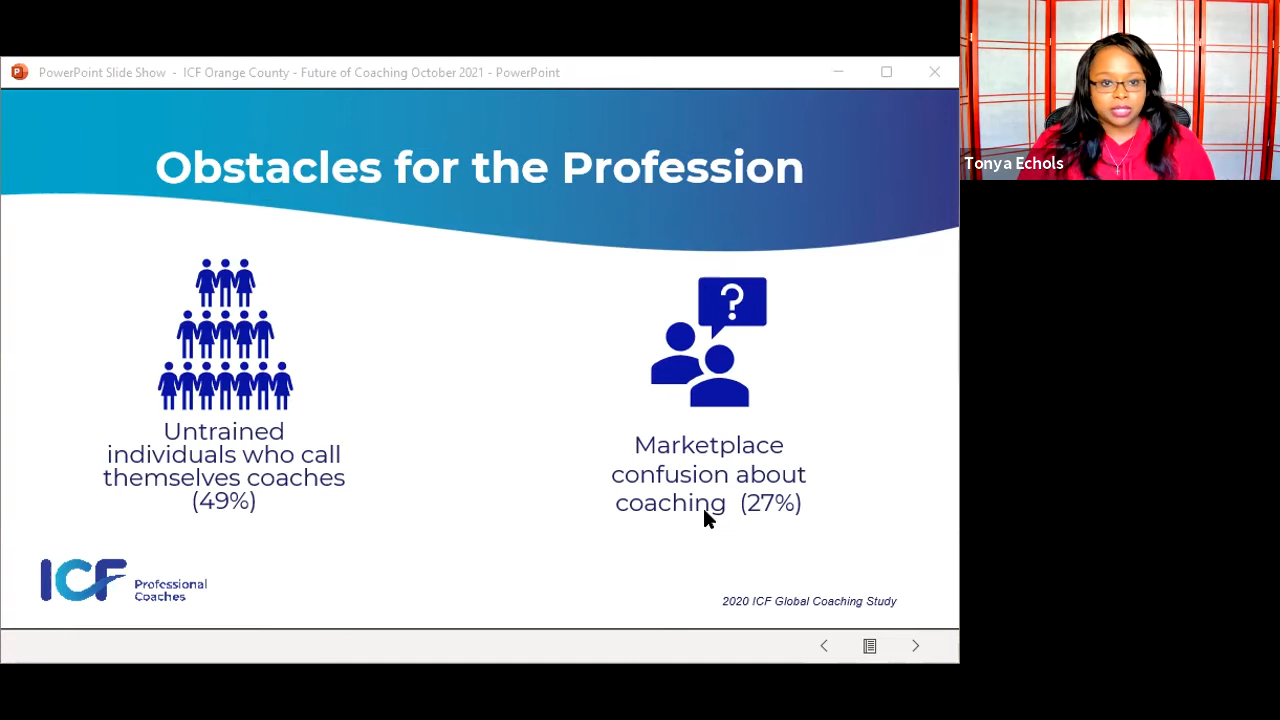 PowerPoint Slide Show - ICF Orange County - Future of Coaching October 2021 - PowerPoint
Tonya Echols
Obstacles for the Profession
?
Untrained
individuals who call
themselves coaches
(49%)
Marketplace
confusion about
coaching (27%)
ICF Professional
Coaches
2020 ICF Global Coaching Study